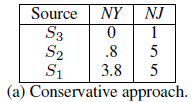 Source NY NJ
S3 0 1
S2 .8 5
S1 3.8 5
(a) Conservative approach.